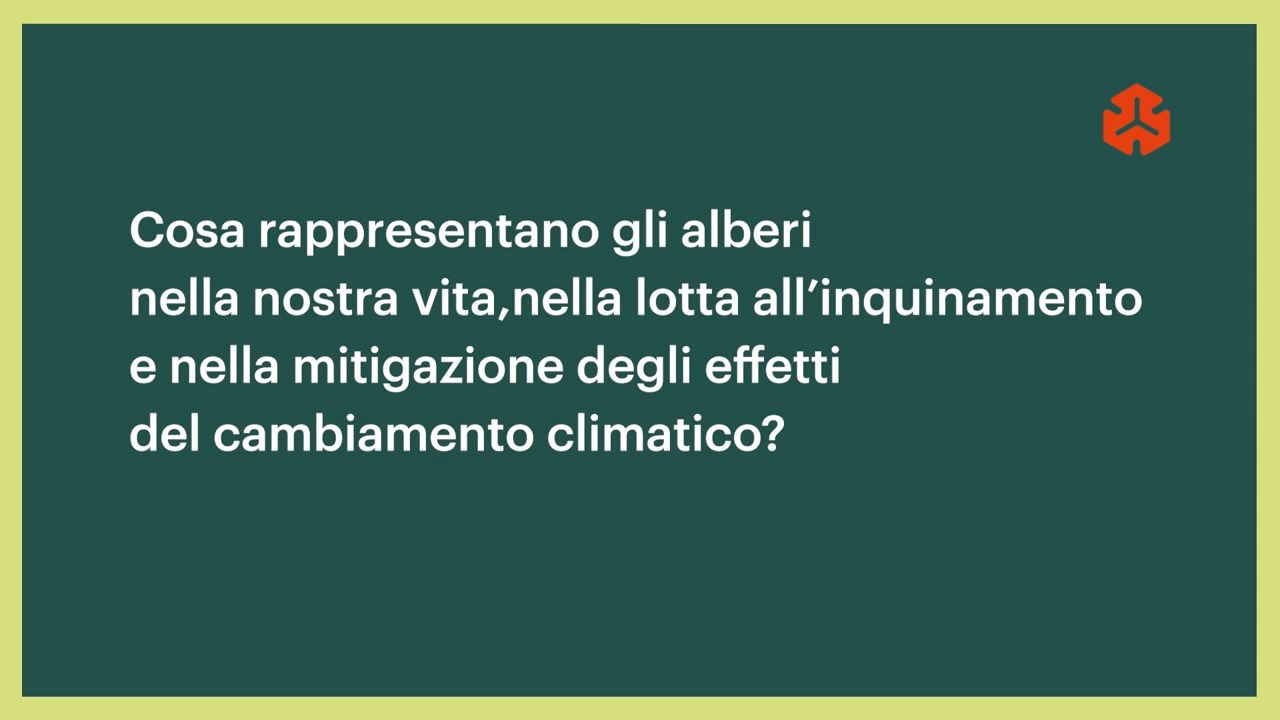 Cosa rappresentano gli alberi
nella nostra vita,nella lotta all’inquinamento
e nella mitigazione degli effetti
del cambiamento climatico?